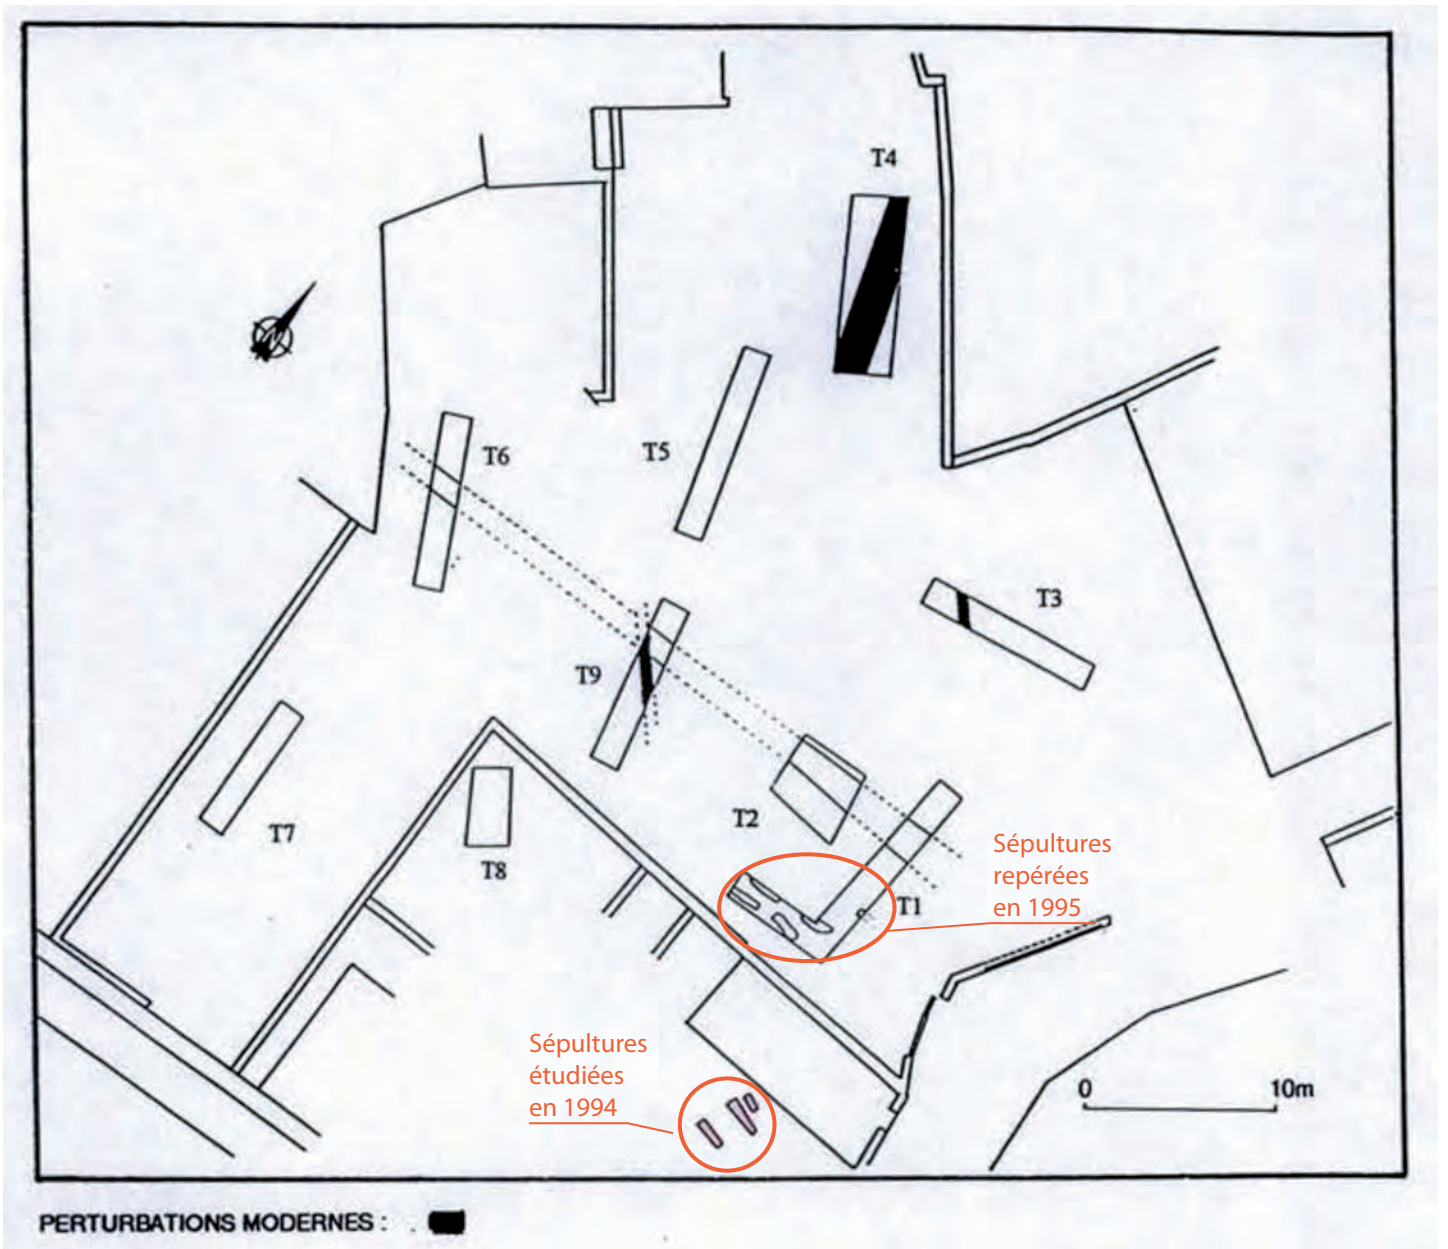 T4
T6
T5
T3
T9
T2
T7
T8
T1
Sépultures
repérées
en 1995
Sépultures
étudiées
en 1994
0 10m
PERTURBATIONS MODERNES :